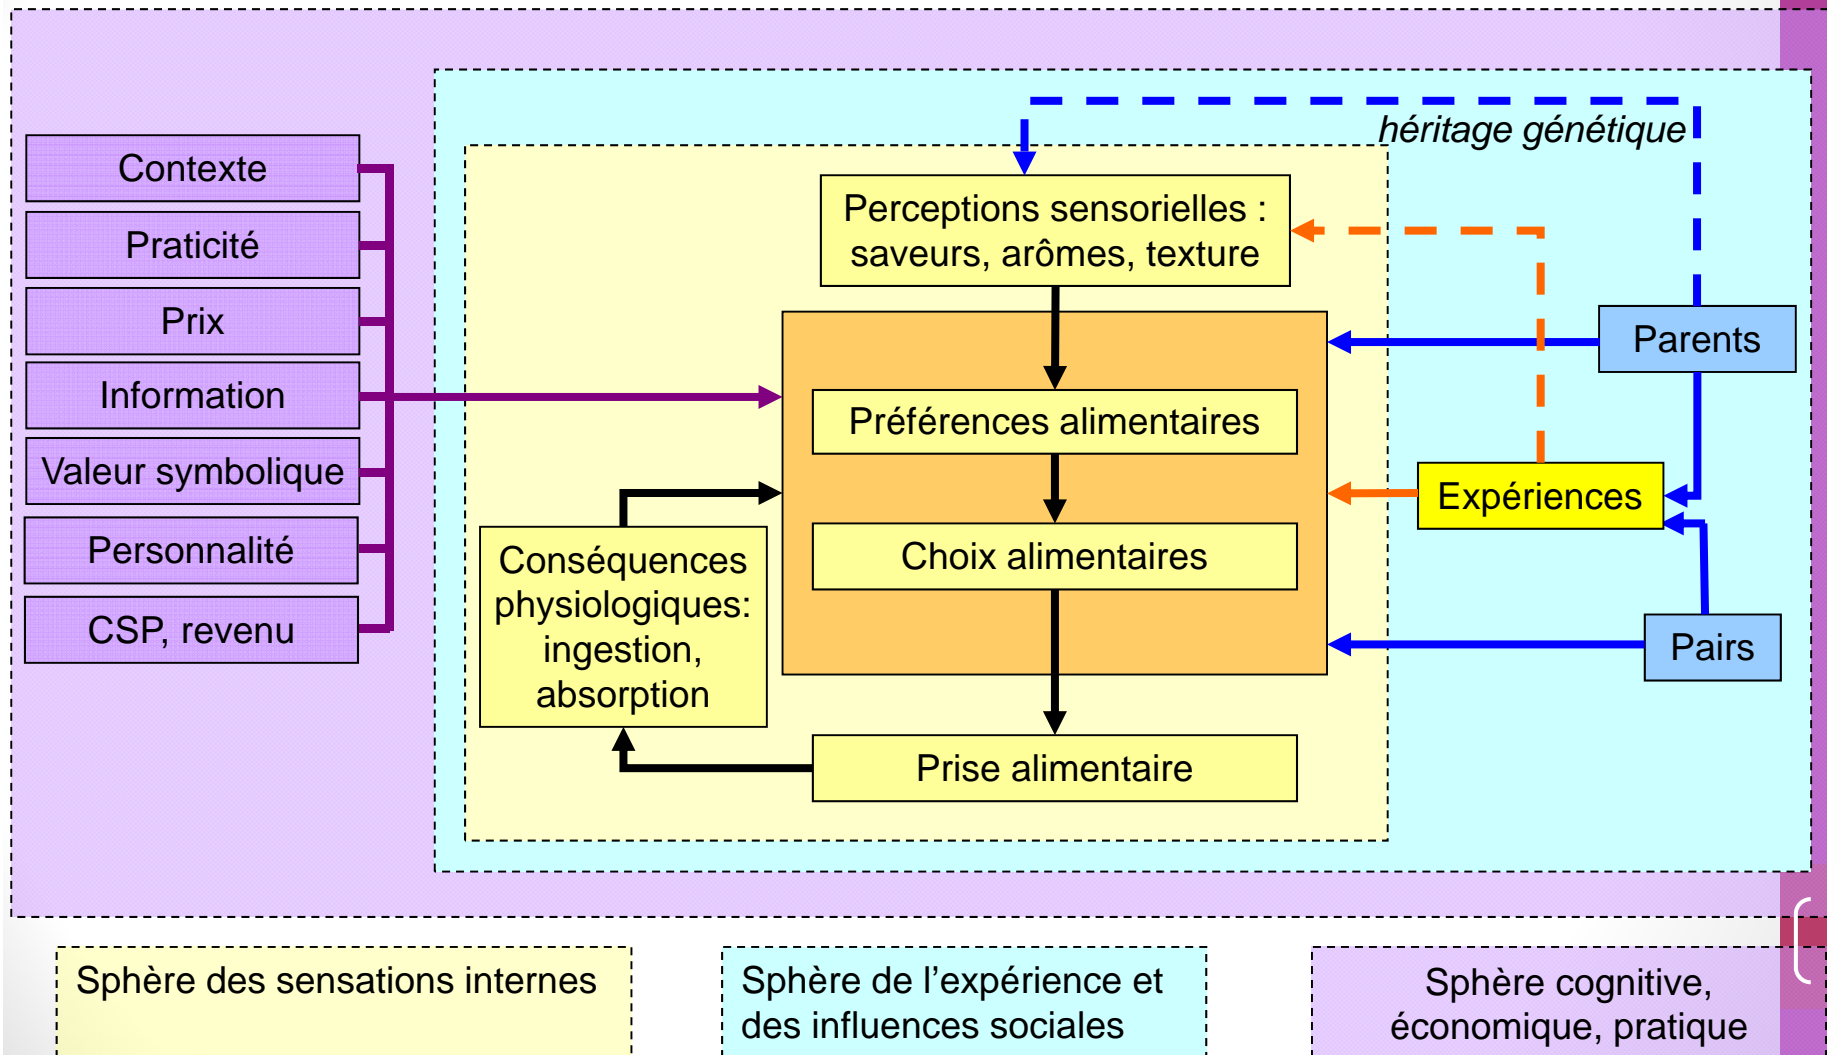 héritage génétique
Contexte
Praticité
Prix
Information
Valeur symbolique
Personnalité
CSP, revenu
Perceptions sensorielles :
saveurs, arômes, texture
Préférences alimentaires
Choix alimentaires
Prise alimentaire
Conséquences
physiologiques:
ingestion,
absorption
Parents
Expériences
Pairs
Sphère des sensations internes
Sphère de l’expérience et
des influences sociales
Sphère cognitive,
économique, pratique